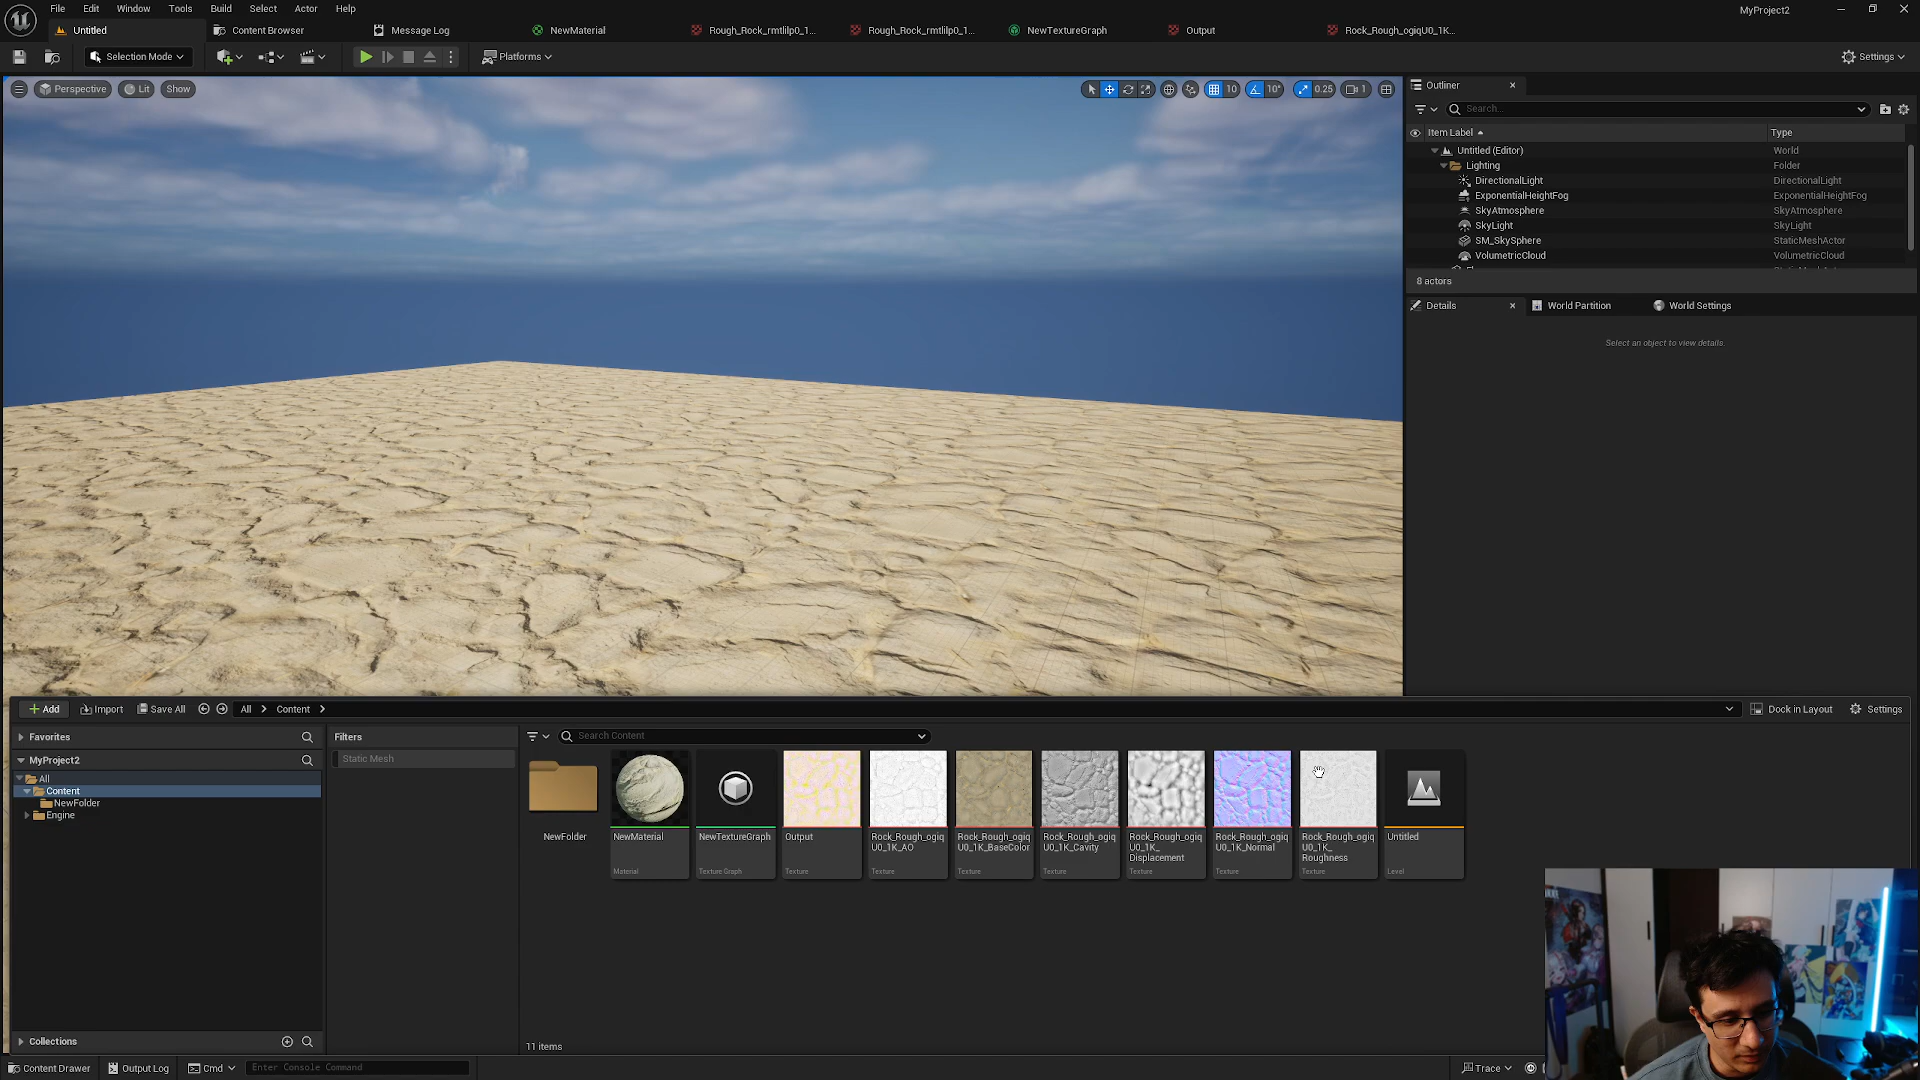 File Edit Window Tools Build Select Actor Help
MyProject2
Untitled
Content Browser
Message Log
NewMaterial
Rough_Rock_rmtlilp0_1...
Rough_Rock_rmtlilp0_1...
NewTextureGraph
Output
Rock_Rough_ogiqU0_1K...
Selection Mode
Platforms
Settings
Perspective
Lit
Show
10
10°
0.25
1
Outliner
Search...
Item Label
Type
Untitled (Editor)
World
Lighting
Folder
DirectionalLight
DirectionalLight
ExponentialHeightFog
ExponentialHeightFog
SkyAtmosphere
SkyAtmosphere
SkyLight
SkyLight
SM_SkySphere
StaticMeshActor
VolumetricCloud
VolumetricCloud
8 actors
Details
World Partition
World Settings
Select an object to view details.
Add
Import
Save All
All
Content
Dock in Layout
Settings
Favorites
MyProject2
All
Content
NewFolder
Engine
Collections
Filters
Static Mesh
Search Content
NewFolder
NewMaterial
Material
NewTextureGraph
Texture Graph
Output
Texture
Rock_Rough_ogiq
U0_1K_AO
Texture
Rock_Rough_ogiq
U0_1K_BaseColor
Texture
Rock_Rough_ogiq
U0_1K_Cavity
Texture
Rock_Rough_ogiq
U0_1K_
Displacement
Texture
Rock_Rough_ogiq
U0_1K_Normal
Texture
Rock_Rough_ogiq
U0_1K_
Roughness
Texture
Untitled
Level
11 items
Content Drawer
Output Log
Cmd
Enter Console Command
Trace